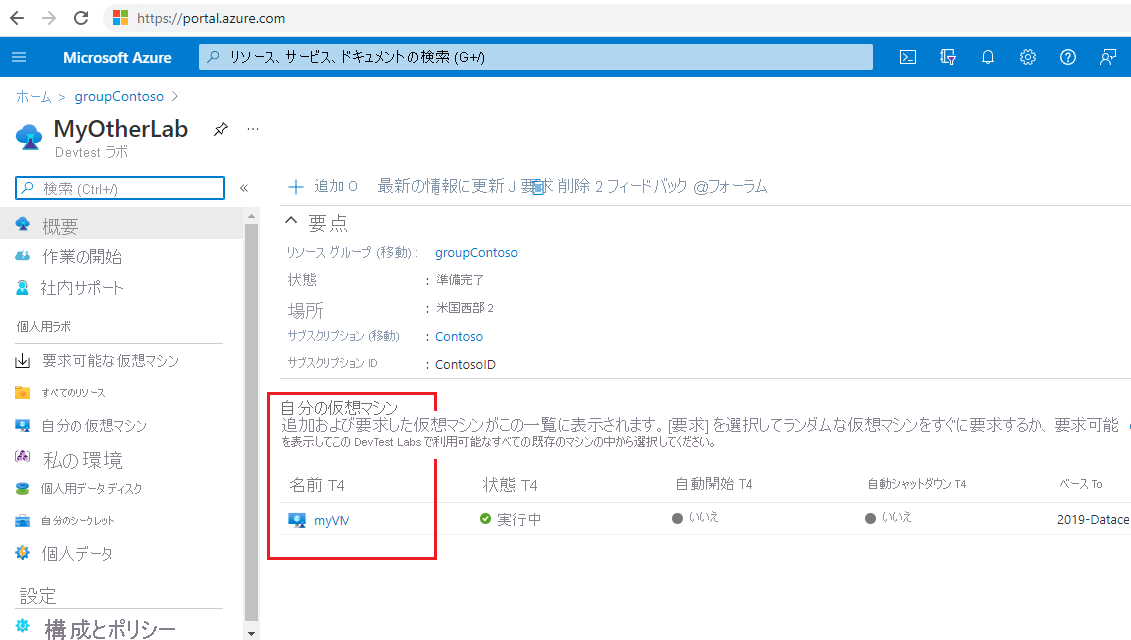 https://portal.azure.com
Microsoft Azure
リソース、サービス、ドキュメントの検索 (G+/)
ホーム > groupContoso >
MyOtherLab ...
Devtest ラボ
検索 (Ctrl+/) «
概要
作業の開始
社内サポート
個人用ラボ
要求可能な仮想マシン
すべてのリソース
自分の仮想マシン
私の環境
個人用データ ディスク
自分のシークレット
個人データ
設定
構成とポリシー
+ 追加 O 最新の情報に更新 J 要求 削除 2 フィードバック @フォーラム
要点
リソース グループ (移動) : groupContoso
状態 : 準備完了
場所 : 米国西部 2
サブスクリプション (移動) : Contoso
サブスクリプション ID : ContosoID
自分の仮想マシン
追加および要求した仮想マシンがこの一覧に表示されます。[要求] を選択してランダムな仮想マシンをすぐに要求するか、要求可能
を表示してこの DevTest Labs で利用可能なすべての既存のマシンの中から選択してください。
名前 T4 状態 T4 自動開始 T4 自動シャットダウン T4 ベース To
myVM 実行中 いいえ いいえ 2019-Datace